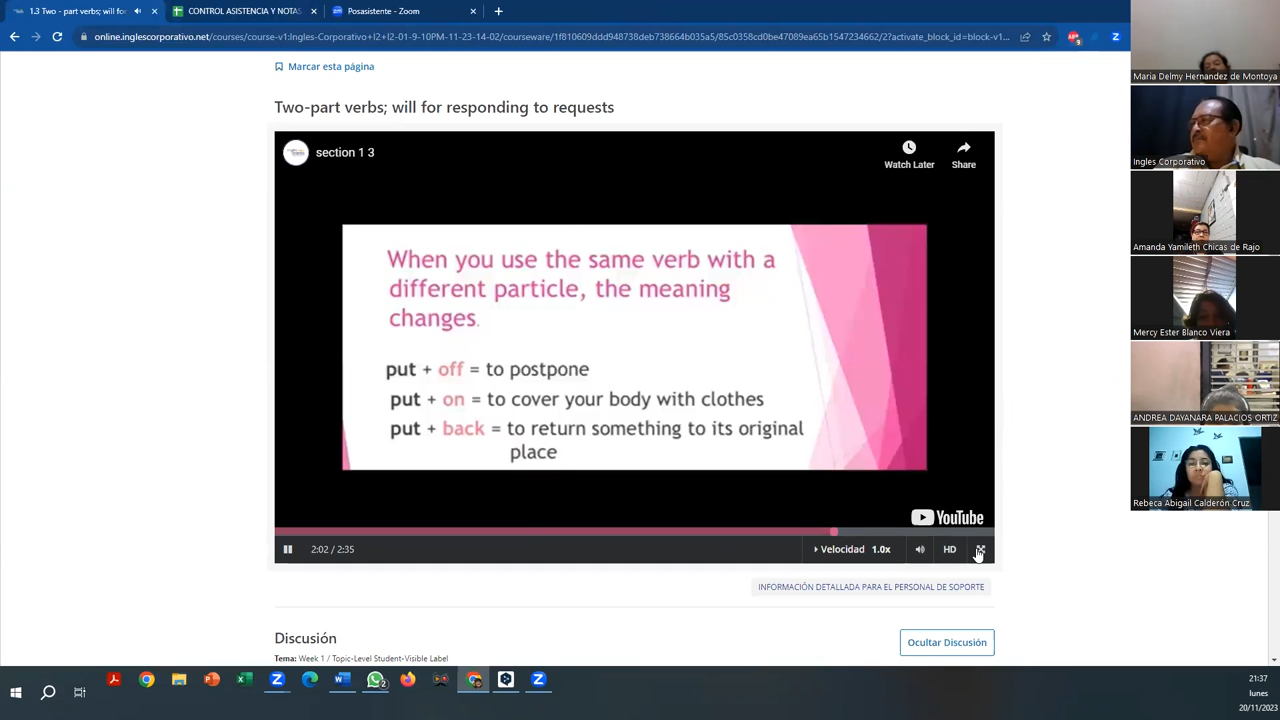 1.3 Two - part verbs; will for
CONTROL ASISTENCIA Y NOTAS
Posasistente - Zoom
online.inglescorporativo.net/courses/course-v1:Ingles-Corporativo+I2+I2-01-9-10PM-11-23-14-02/courseware/1f810609ddd948738deb738664b035a5/85c0358cd0be47089ea65b1547234662/2?activate_block_id=block-v1...
Marcar esta página
Two-part verbs; will for responding to requests
section 1 3
Watch Later
Share
When you use the same verb with a
different particle, the meaning
changes.
put + off = to postpone
put + on = to cover your body with clothes
put + back = to return something to its original
place
YouTube
2:02 / 2:35
Velocidad 1.0x
HD
INFORMACIÓN DETALLADA PARA EL PERSONAL DE SOPORTE
Discusión
Ocultar Discusión
Tema: Week 1 / Topic-Level Student-Visible Label
Maria Delmy Hernandez de Montoya
Ingles Corporativo
Amanda Yamileth Chicas de Rajo
Mercy Ester Blanco Viera
ANDREA DAYANARA PALACIOS ORTIZ
Rebeca Abigail Calderón Cruz
21:37
lunes
20/11/2023